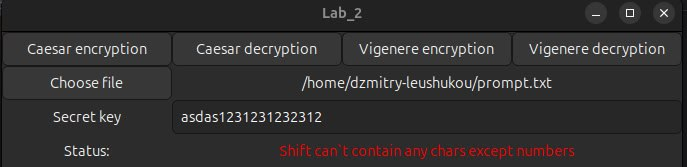 Lab_2
Caesar encryption Caesar decryption Vigenere encryption Vigenere decryption
Choose file /home/dzmitry-leushukou/prompt.txt
Secret key asdas1231231232312
Status: Shift can`t contain any chars except numbers